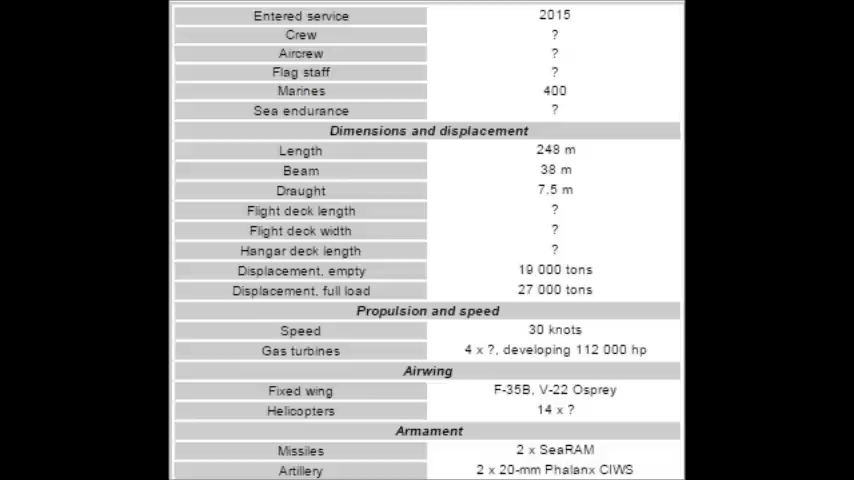 Entered service 2015
Crew ?
Aircrew ?
Flag staff ?
Marines 400
Sea endurance ?
Dimensions and displacement
Length 248 m
Beam 38 m
Draught 7.5 m
Flight deck length ?
Flight deck width ?
Hangar deck length ?
Displacement, empty 19 000 tons
Displacement, full load 27 000 tons
Propulsion and speed
Speed 30 knots
Gas turbines 4 x ?, developing 112 000 hp
Airwing
Fixed wing F-35B, V-22 Osprey
Helicopters 14 x ?
Armament
Missiles 2 x SeaRAM
Artillery 2 x 20-mm Phalanx CIWS